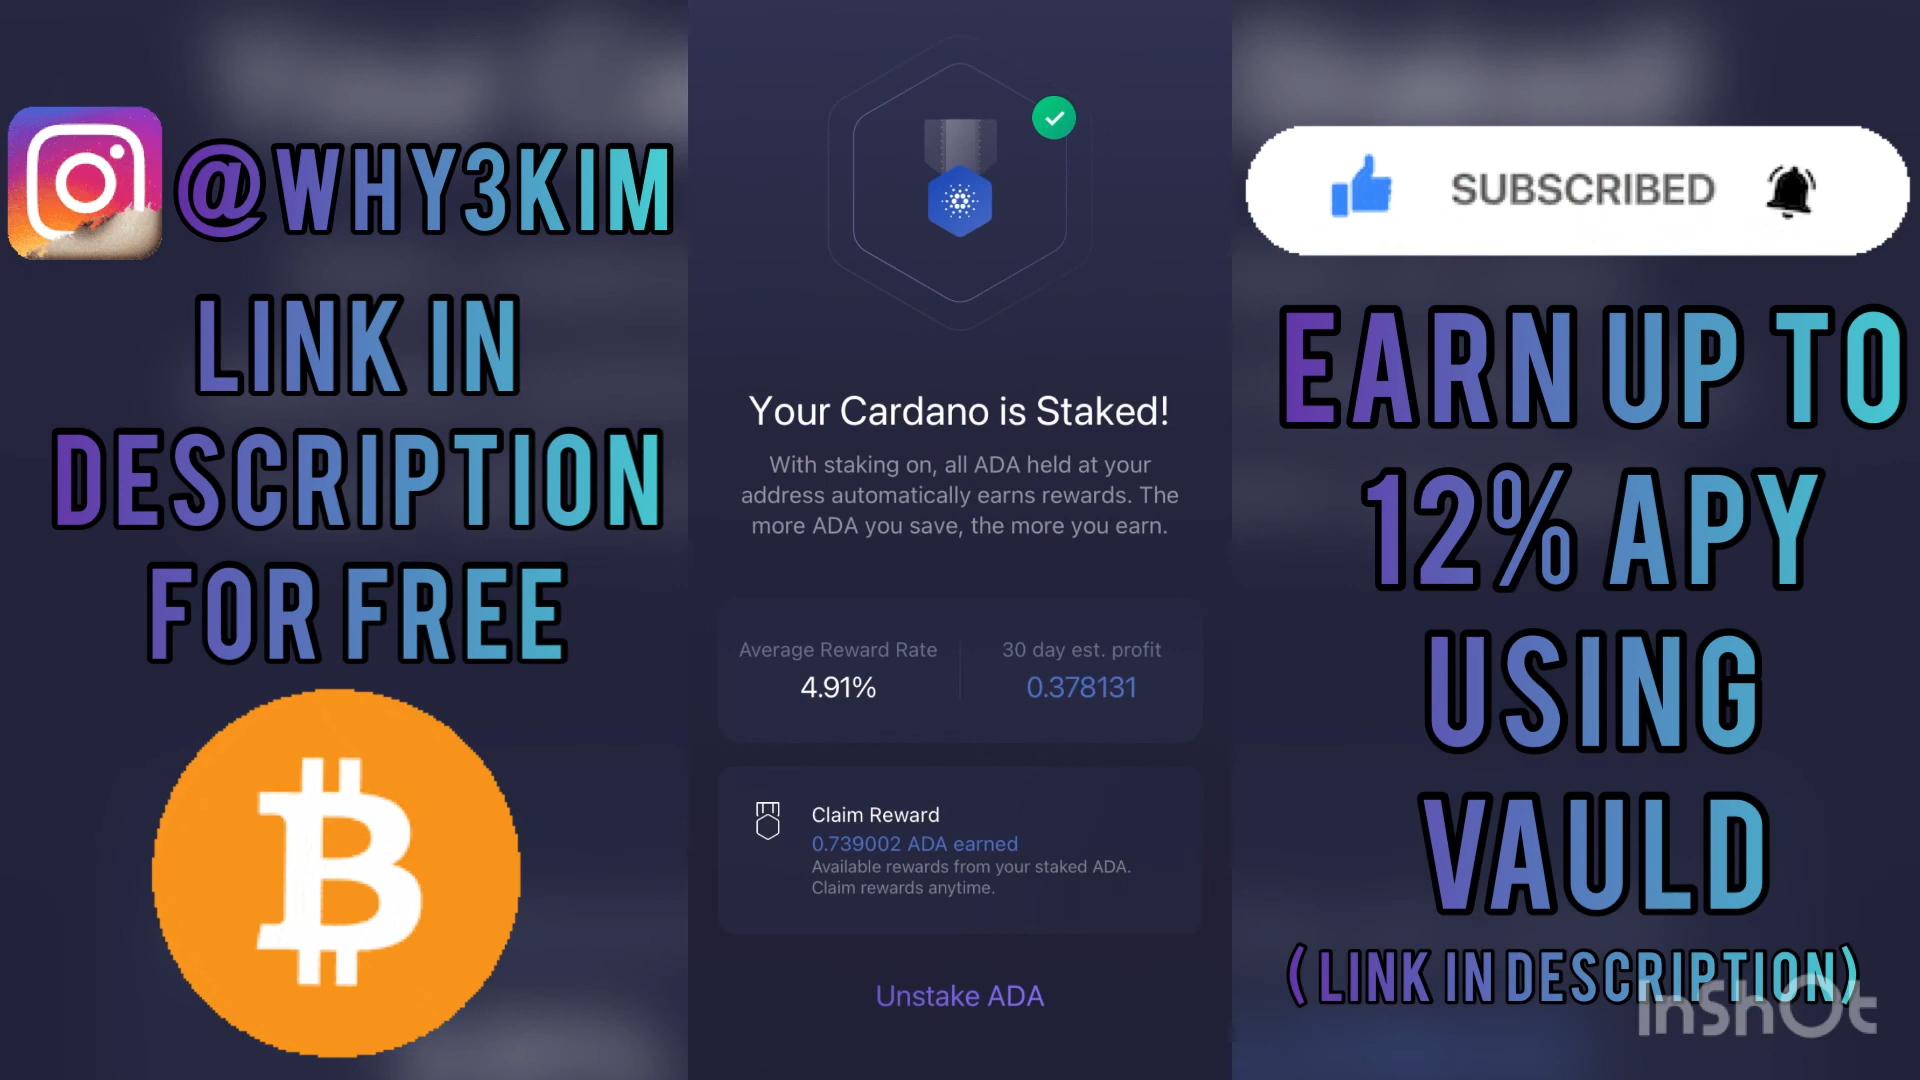 @WHY3KIM
LINK IN
DESCRIPTION
FOR FREE
Your Cardano is Staked!
With staking on, all ADA held at your
address automatically earns rewards. The
more ADA you save, the more you earn.
Average Reward Rate
4.91%
30 day est. profit
0.378131
Claim Reward
0.739002 ADA earned
Available rewards from your staked ADA.
Claim rewards anytime.
Unstake ADA
SUBSCRIBED
EARN UP TO
12% APY
USING
VAULD
(LINK IN DESCRIPTION)
InShOt